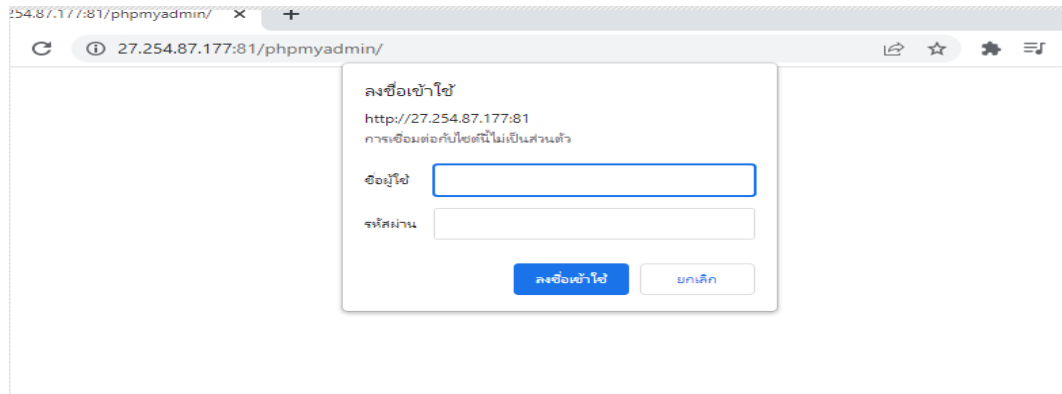 254.87.177:81/phpmyadmin/
27.254.87.177:81/phpmyadmin/
ลงชื่อเข้าใช้
http://27.254.87.177:81
การเชื่อมต่อกับไซต์นี้ไม่เป็นส่วนตัว
ชื่อผู้ใช้
รหัสผ่าน
ลงชื่อเข้าใช้ ยกเลิก